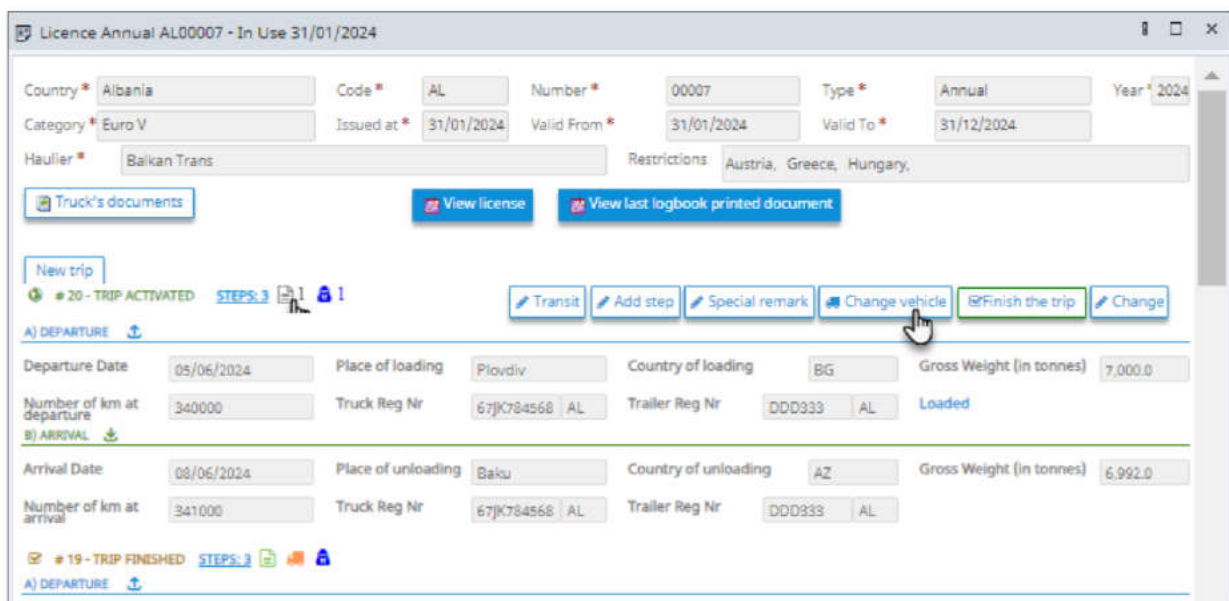 Licence Annual AL00007 - In Use 31/01/2024
Country * Albania Code * AL Number * 00007 Type * Annual Year * 2024
Category * Euro V Issued at * 31/01/2024 Valid From * 31/01/2024 Valid To * 31/12/2024
Haulier * Balkan Trans Restrictions Austria, Greece, Hungary,
Truck's documents View license View last logbook printed document
New trip
# 20 - TRIP ACTIVATED STEPS: 3 1 1 Transit Add step Special remark Change vehicle Finish the trip Change
A) DEPARTURE
Departure Date 05/06/2024 Place of loading Plovdiv Country of loading BG Gross Weight (in tonnes) 7,000.0
Number of km at departure 340000 Truck Reg Nr 67JK784568 AL Trailer Reg Nr DDD333 AL Loaded
B) ARRIVAL
Arrival Date 08/06/2024 Place of unloading Baku Country of unloading AZ Gross Weight (in tonnes) 6,992.0
Number of km at arrival 341000 Truck Reg Nr 67JK784568 AL Trailer Reg Nr DDD333 AL
# 19 - TRIP FINISHED STEPS: 3
A) DEPARTURE